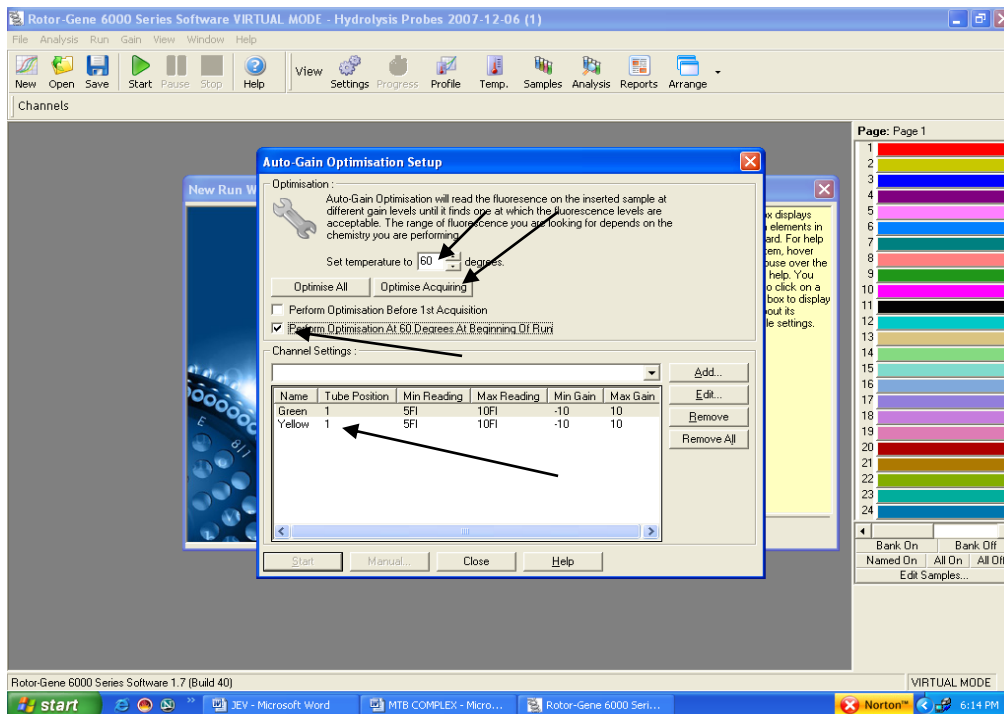 Rotor-Gene 6000 Series Software VIRTUAL MODE - Hydrolysis Probes 2007-12-06 (1)
File Analysis Run Gain View Window Help
New Open Save Start Pause Stop Help View Settings Progress Profile Temp. Samples Analysis Reports Arrange
Channels
Page: Page 1
Auto-Gain Optimisation Setup
New Run W
Optimisation :
Auto-Gain Optimisation will read the fluoresence on the inserted sample at
different gain levels until it finds one at which the fluorescence levels are
acceptable. The range of fluorescence you are looking for depends on the
chemistry you are performing.
Set temperature to 60 degrees.
Optimise All Optimise Acquiring
Perform Optimisation Before 1st Acquisition
Perform Optimisation At 60 Degrees At Beginning Of Run
Channel Settings :
Add...
Name Tube Position Min Reading Max Reading Min Gain Max Gain
Green 1 5Fl 10Fl -10 10
Yellow 1 5Fl 10Fl -10 10
Edit...
Remove
Remove All
Start Manual... Close Help
x displays
elements in
ard. For help
em, hover
ouse over the
help. You
o click on a
box to display
out its
le settings.
1
2
3
4
5
6
7
8
9
10
11
12
13
14
15
16
17
18
19
20
21
22
23
24
Bank On Bank Off
Named On All On All Off
Edit Samples...
Rotor-Gene 6000 Series Software 1.7 (Build 40)
VIRTUAL MODE
start JEV - Microsoft Word MTB COMPLEX - Micro... Rotor-Gene 6000 Seri... Norton™ 6:14 PM